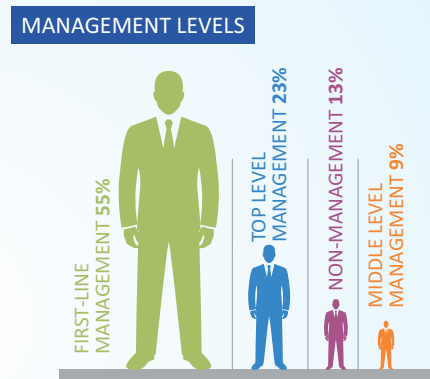 MANAGEMENT LEVELS
FIRST-LINE
MANAGEMENT 55%
TOP LEVEL
MANAGEMENT 23%
NON-MANAGEMENT 13%
MIDDLE LEVEL
MANAGEMENT 9%